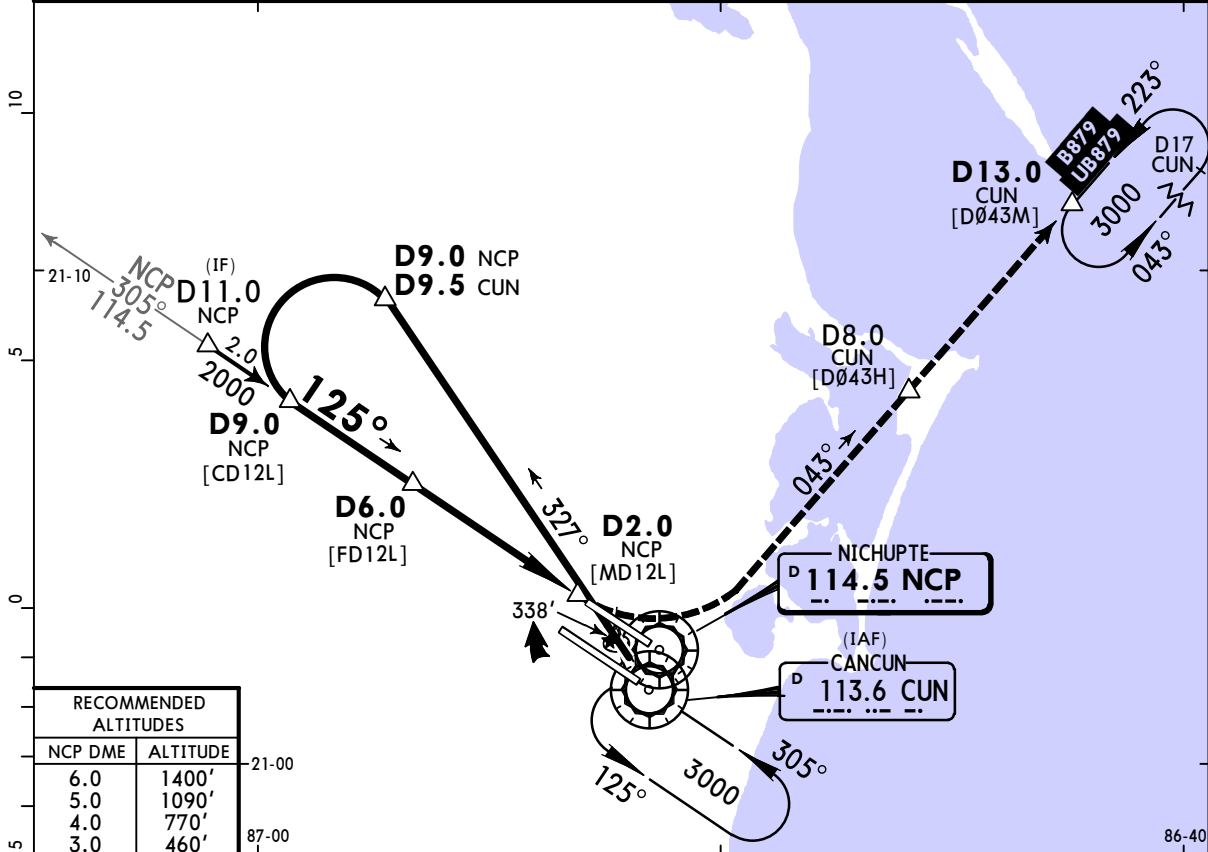 10
5
0
5
21-10
21-00
87-00
86-40
NCP
305°
114.5
(IF)
D11.0
NCP
2.0
2000
D9.0 NCP
D9.5 CUN
125°
D9.0
NCP
[CD12L]
D6.0
NCP
[FD12L]
327°
D2.0
NCP
[MD12L]
338'
043°
D8.0
CUN
[DØ43H]
D13.0
CUN
[DØ43M]
B879
UB879
223°
D17
CUN
3000
043°
NICHUPTE
D 114.5 NCP
(IAF)
CANCUN
D 113.6 CUN
305°
3000
125°
RECOMMENDED
ALTITUDES
NCP DME ALTITUDE
6.0 1400'
5.0 1090'
4.0 770'
3.0 460'